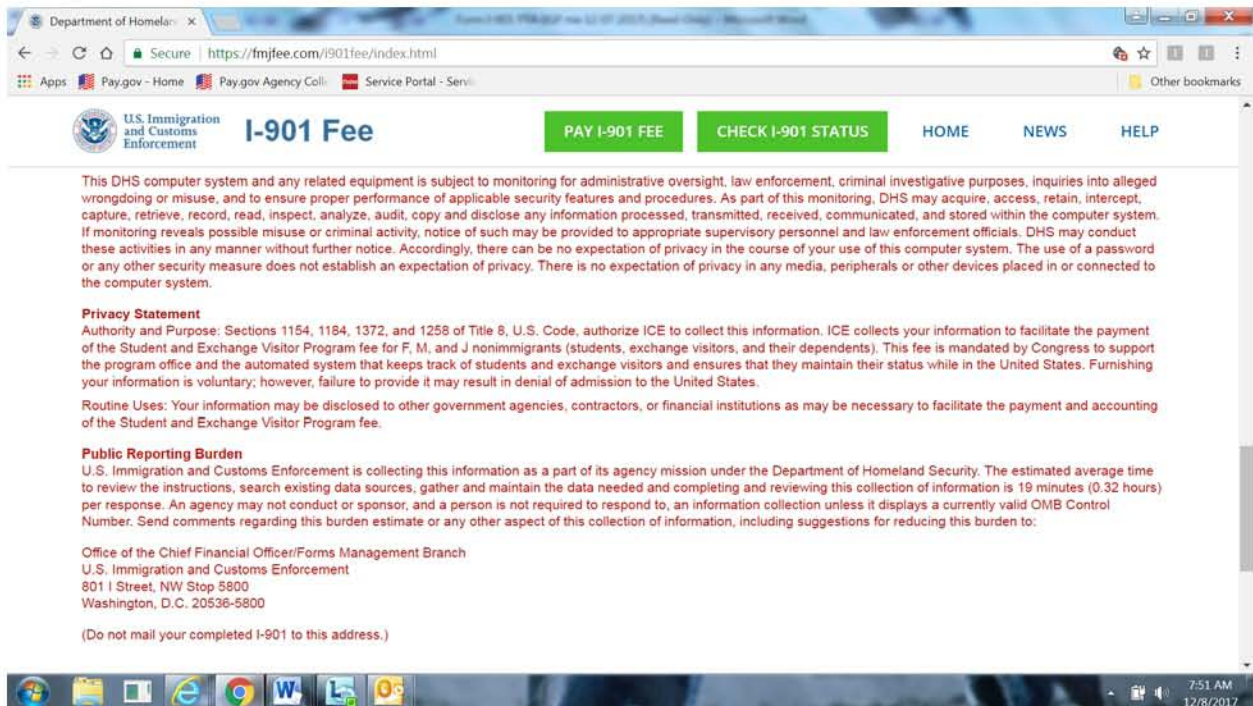 Department of Homelan
Form I-901 PRA
Microsoft Word
Secure | https://fmjfee.com/i901fee/index.html
Apps Pay.gov - Home Pay.gov Agency Coll Service Portal - Servi Other bookmarks
U.S. Immigration
and Customs
Enforcement
I-901 Fee
PAY I-901 FEE CHECK I-901 STATUS HOME NEWS HELP
This DHS computer system and any related equipment is subject to monitoring for administrative oversight, law enforcement, criminal investigative purposes, inquiries into alleged
wrongdoing or misuse, and to ensure proper performance of applicable security features and procedures. As part of this monitoring, DHS may acquire, access, retain, intercept,
capture, retrieve, record, read, inspect, analyze, audit, copy and disclose any information processed, transmitted, received, communicated, and stored within the computer system.
If monitoring reveals possible misuse or criminal activity, notice of such may be provided to appropriate supervisory personnel and law enforcement officials. DHS may conduct
these activities in any manner without further notice. Accordingly, there can be no expectation of privacy in the course of your use of this computer system. The use of a password
or any other security measure does not establish an expectation of privacy. There is no expectation of privacy in any media, peripherals or other devices placed in or connected to
the computer system.
Privacy Statement
Authority and Purpose: Sections 1154, 1184, 1372, and 1258 of Title 8, U.S. Code, authorize ICE to collect this information. ICE collects your information to facilitate the payment
of the Student and Exchange Visitor Program fee for F, M, and J nonimmigrants (students, exchange visitors, and their dependents). This fee is mandated by Congress to support
the program office and the automated system that keeps track of students and exchange visitors and ensures that they maintain their status while in the United States. Furnishing
your information is voluntary; however, failure to provide it may result in denial of admission to the United States.
Routine Uses: Your information may be disclosed to other government agencies, contractors, or financial institutions as may be necessary to facilitate the payment and accounting
of the Student and Exchange Visitor Program fee.
Public Reporting Burden
U.S. Immigration and Customs Enforcement is collecting this information as a part of its agency mission under the Department of Homeland Security. The estimated average time
to review the instructions, search existing data sources, gather and maintain the data needed and completing and reviewing this collection of information is 19 minutes (0.32 hours)
per response. An agency may not conduct or sponsor, and a person is not required to respond to, an information collection unless it displays a currently valid OMB Control
Number. Send comments regarding this burden estimate or any other aspect of this collection of information, including suggestions for reducing this burden to:
Office of the Chief Financial Officer/Forms Management Branch
U.S. Immigration and Customs Enforcement
801 I Street, NW Stop 5800
Washington, D.C. 20536-5800
(Do not mail your completed I-901 to this address.)
7:51 AM
12/8/2017